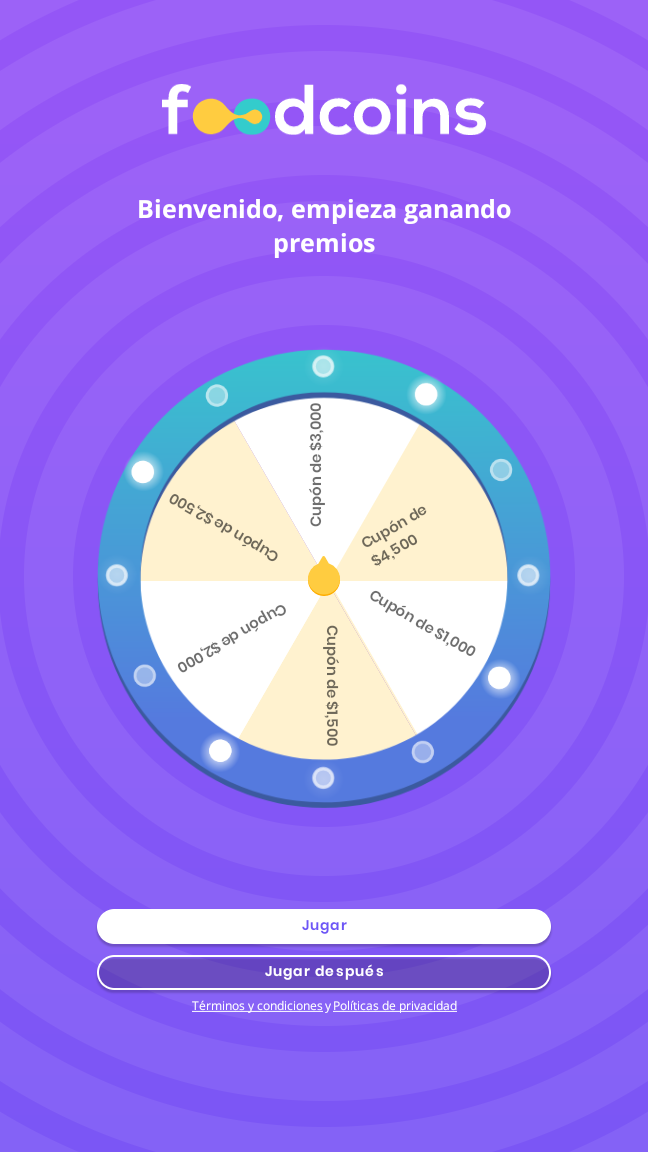 foodcoins
Bienvenido, empieza ganando
premios
Cupón de $3,000
Cupón de
$4,500
Cupón de $1,000
Cupón de $1,500
Cupón de $2,000
Cupón de $2,500
Jugar
Jugar después
Términos y condiciones y Políticas de privacidad